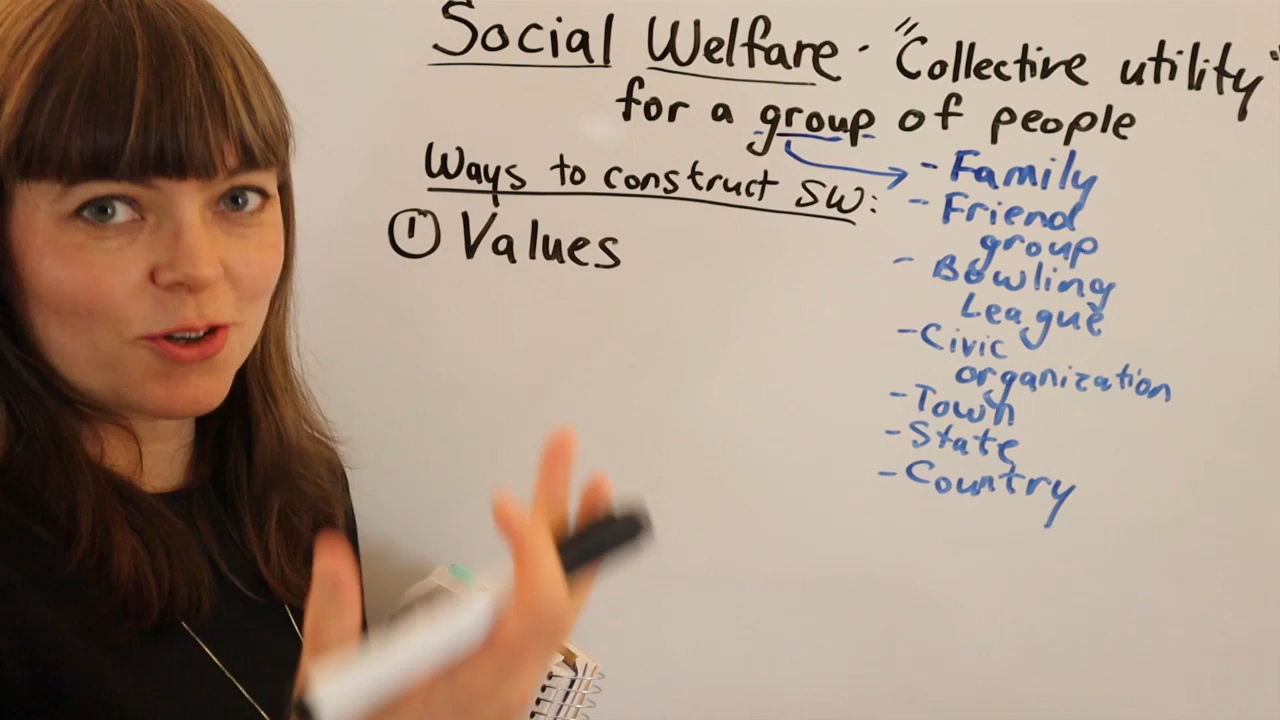 Social Welfare - "Collective utility"
for a group of people
Ways to construct SW:
① Values
- Family
- Friend
group
- Bowling
League
- Civic
organization
- Town
- State
- Country